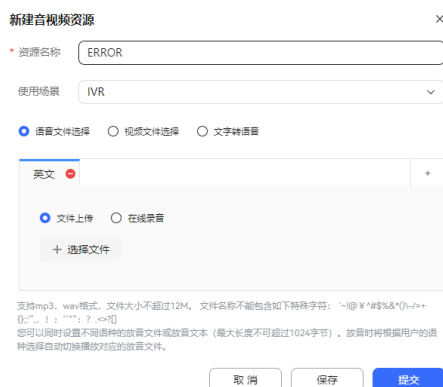 新建音视频资源
* 资源名称 ERROR
使用场景 IVR
语音文件选择 视频文件选择 文字转语音
英文 +
文件上传 在线录音
+ 选择文件
支持mp3、wav格式，文件大小不超过12M。 文件名称不能包含如下特殊字符： `~!@￥^#$%&*()\-/=+
{};:'",，！；‘’“”：？.<>?[]
您可以同时设置不同语种的放音文件或放音文本（最大长度不可超过1024字节）。放音时将根据用户的语
种选择自动切换播放对应的放音文件。
取 消 保存 提交